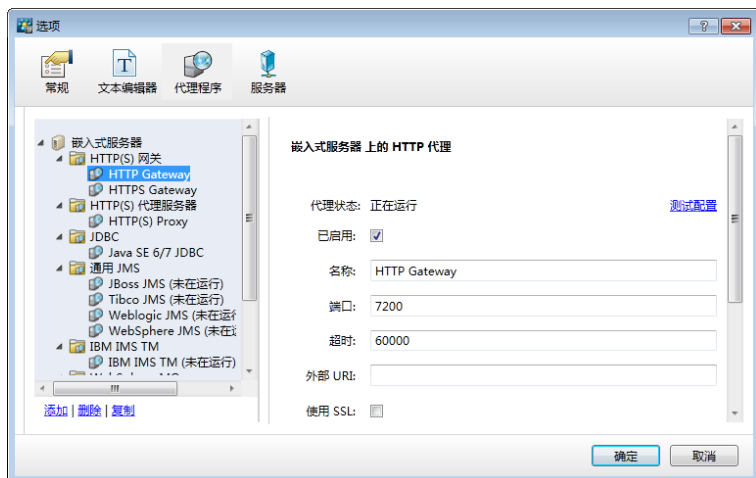 选项
常规
文本编辑器
代理程序
服务器
嵌入式服务器
HTTP(S) 网关
HTTP Gateway
HTTPS Gateway
HTTP(S) 代理服务器
HTTP(S) Proxy
JDBC
Java SE 6/7 JDBC
通用 JMS
JBoss JMS (未在运行)
Tibco JMS (未在运行)
Weblogic JMS (未在运行
WebSphere JMS (未在运
IBM IMS TM
IBM IMS TM (未在运行)
添加 | 删除 | 复制
嵌入式服务器 上的 HTTP 代理
代理状态: 正在运行 测试配置
已启用:
名称: HTTP Gateway
端口: 7200
超时: 60000
外部 URI:
使用 SSL:
确定
取消